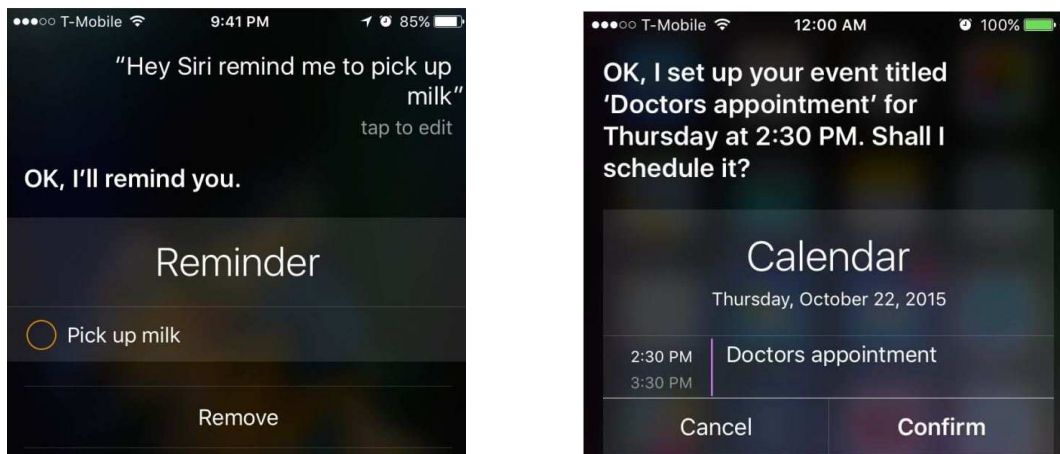 ●●●○○ T-Mobile 9:41 PM 85%
“Hey Siri remind me to pick up
milk”
tap to edit
OK, I’ll remind you.
Reminder
Pick up milk
Remove
●●●○○ T-Mobile 12:00 AM 100%
OK, I set up your event titled
‘Doctors appointment’ for
Thursday at 2:30 PM. Shall I
schedule it?
Calendar
Thursday, October 22, 2015
2:30 PM Doctors appointment
3:30 PM
Cancel Confirm